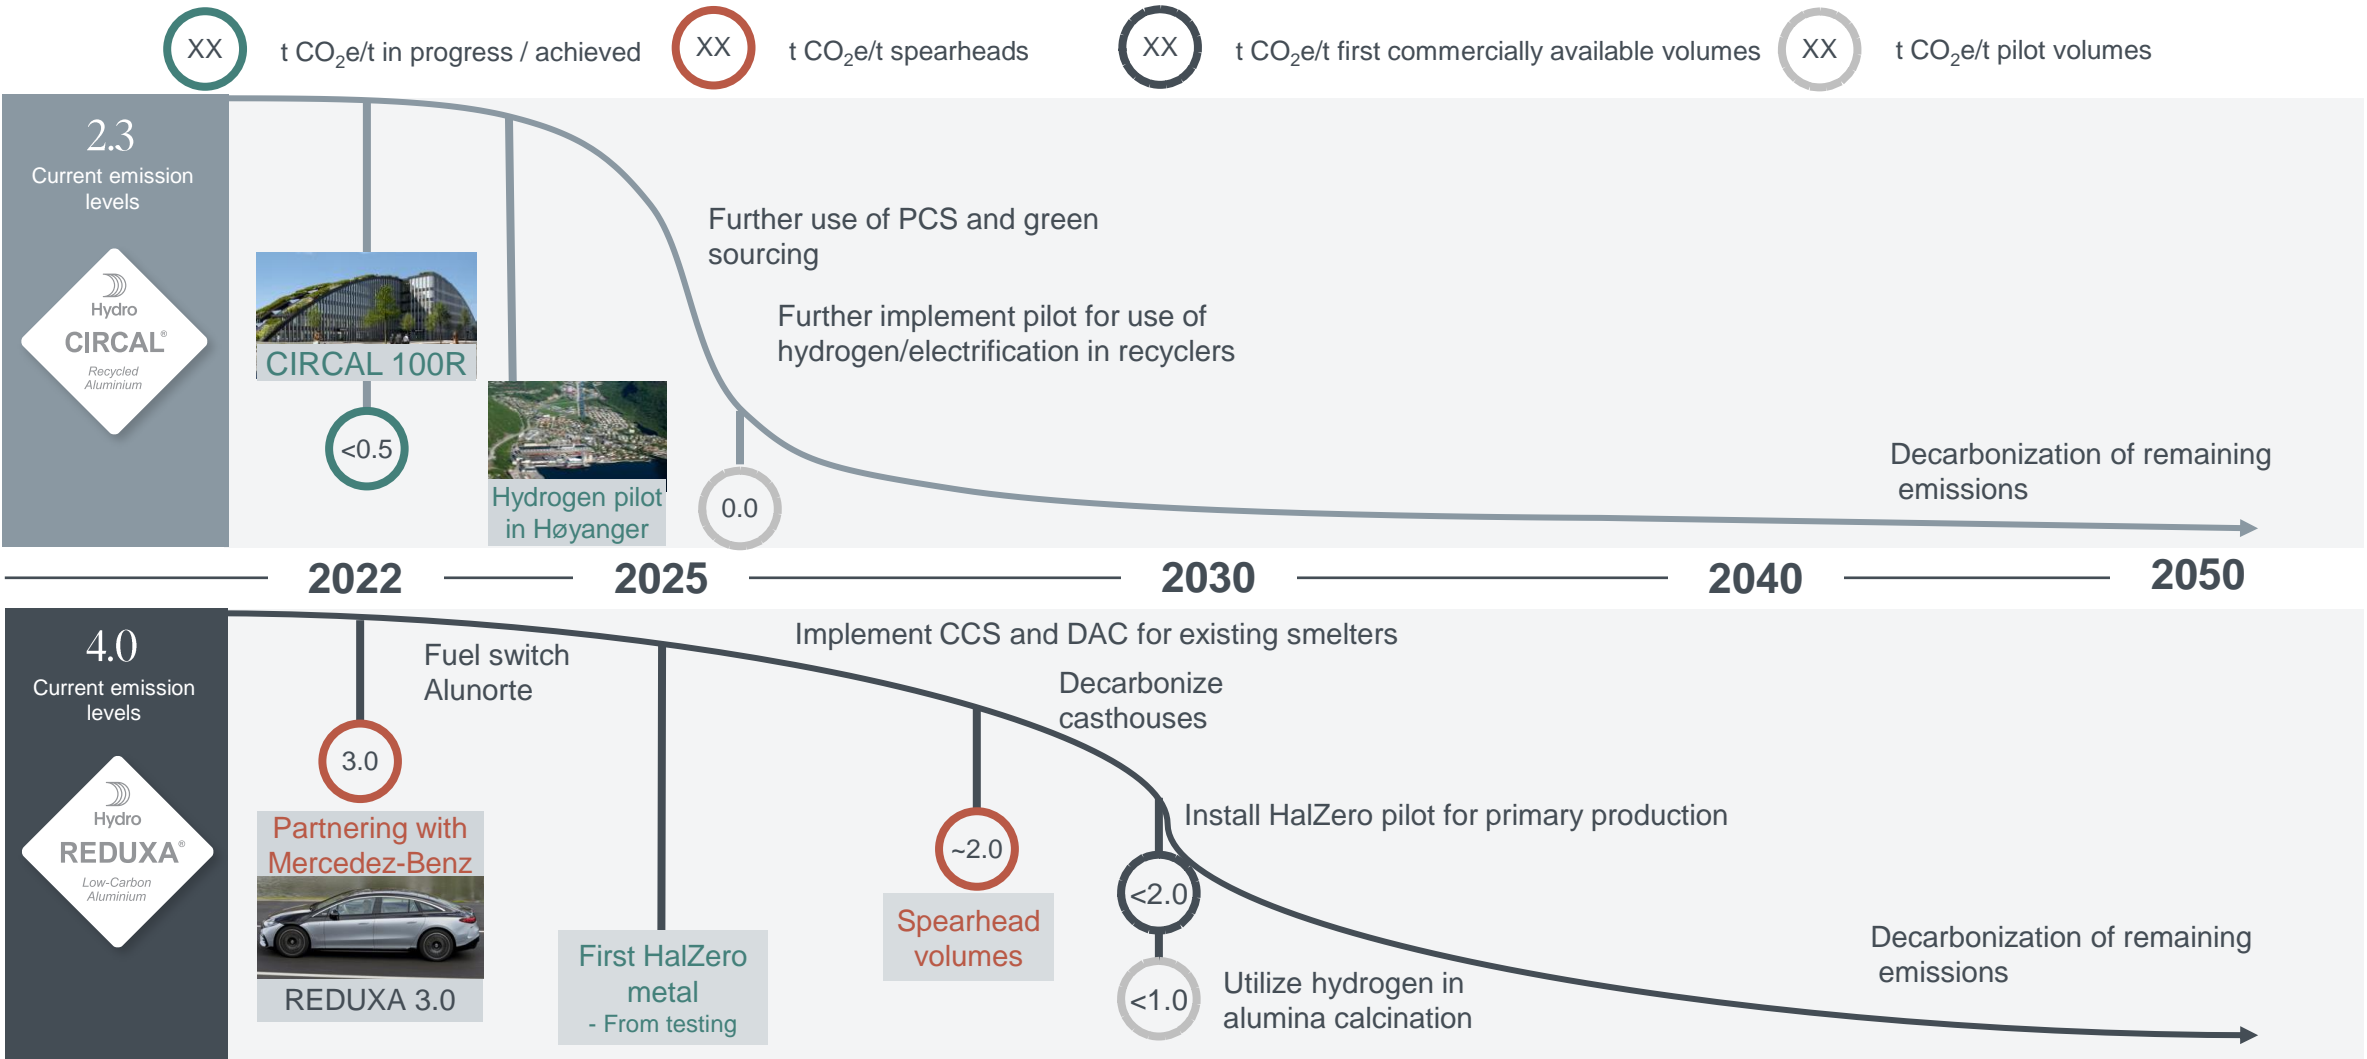 XX
t CO₂e/t in progress / achieved
XX
t CO₂e/t spearheads
XX
t CO₂e/t first commercially available volumes
XX
t CO₂e/t pilot volumes
2.3
Current emission
levels
Hydro
CIRCAL®
Recycled
Aluminium
CIRCAL 100R
<0.5
Hydrogen pilot
in Høyanger
Further use of PCS and green
sourcing
Further implement pilot for use of
hydrogen/electrification in recyclers
0.0
Decarbonization of remaining
emissions
2022
2025
2030
2040
2050
4.0
Current emission
levels
Hydro
REDUXA®
Low-Carbon
Aluminium
Fuel switch
Alunorte
3.0
Partnering with
Mercedez-Benz
REDUXA 3.0
First HalZero
metal
- From testing
Implement CCS and DAC for existing smelters
Decarbonize
casthouses
~2.0
Spearhead
volumes
Install HalZero pilot for primary production
<2.0
<1.0
Utilize hydrogen in
alumina calcination
Decarbonization of remaining
emissions